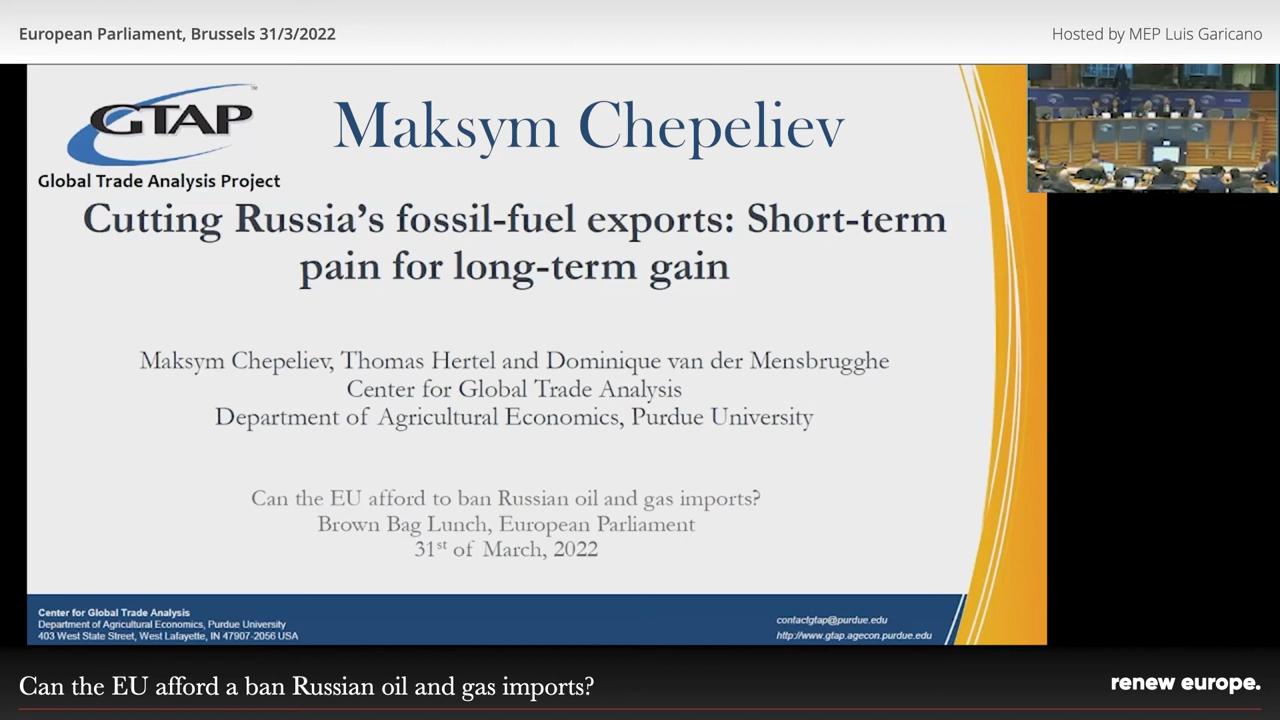 European Parliament, Brussels 31/3/2022
Hosted by MEP Luis Garicano
GTAP™
Global Trade Analysis Project
Maksym Chepeliev
Cutting Russia's fossil-fuel exports: Short-term
pain for long-term gain
Maksym Chepeliev, Thomas Hertel and Dominique van der Mensbrugghe
Center for Global Trade Analysis
Department of Agricultural Economics, Purdue University
Can the EU afford to ban Russian oil and gas imports?
Brown Bag Lunch, European Parliament
31st of March, 2022
Center for Global Trade Analysis
Department of Agricultural Economics, Purdue University
403 West State Street, West Lafayette, IN 47907-2056 USA
contactgtap@purdue.edu
http://www.gtap.agecon.purdue.edu
Can the EU afford a ban Russian oil and gas imports?
renew europe.